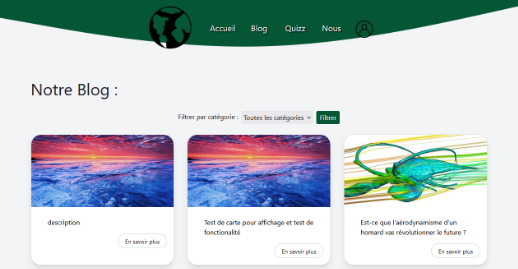 Accueil Blog Quizz Nous
Notre Blog :
Filtrer par catégorie : Toutes les catégories Filtrer
description
En savoir plus
Test de carte pour affichage et test de
fonctionalité
En savoir plus
Est-ce que l'aérodynamisme d'un
homard vas révolutionner le future ?
En savoir plus